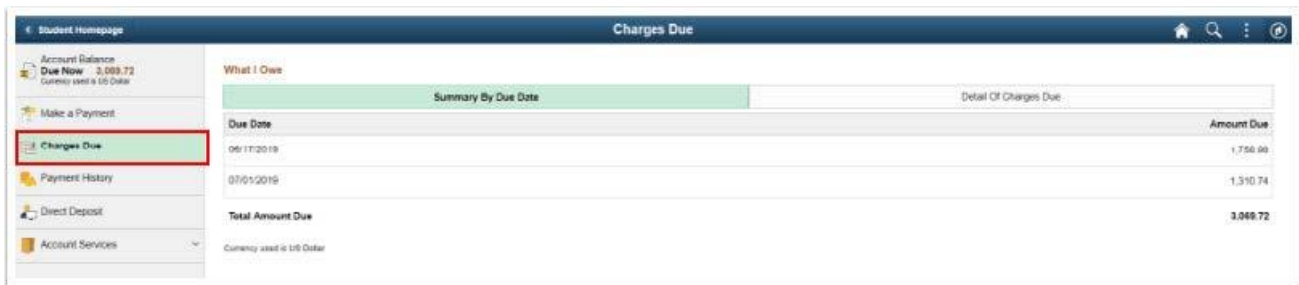 Student Homepage
Charges Due
Account Balance
Due Now 3,069.72
Currency used is US Dollar
Make a Payment
Charges Due
Payment History
Direct Deposit
Account Services
What I Owe
Summary By Due Date
Detail Of Charges Due
Due Date Amount Due
06/17/2019 1,758.98
07/01/2019 1,310.74
Total Amount Due 3,069.72
Currency used is US Dollar